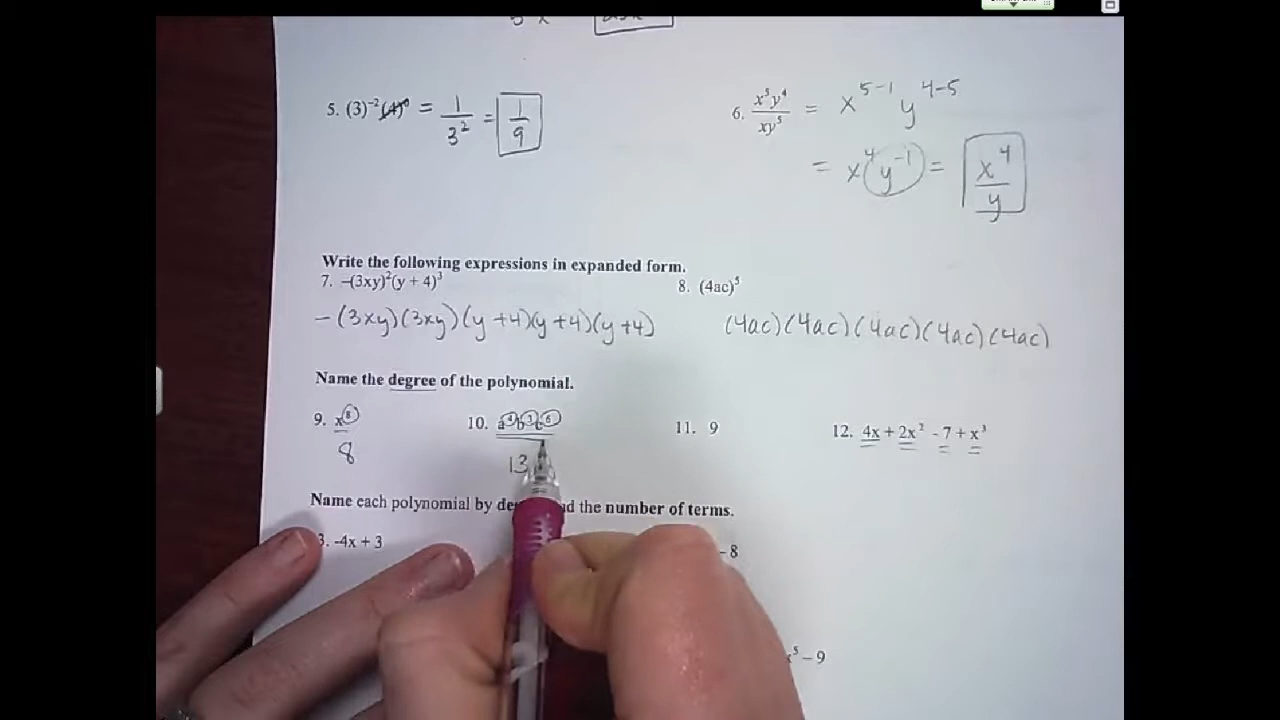 5. (3)⁻²(4)⁰ = 1/3² = 1/9
6. x⁵y⁴/xy⁵ = x⁵⁻¹ y⁴⁻⁵
= x⁴y⁻¹ = x⁴/y
Write the following expressions in expanded form.
7. -(3xy)²(y + 4)³
8. (4ac)⁵
-(3xy)(3xy)(y+4)(y+4)(y+4)
(4ac)(4ac)(4ac)(4ac)(4ac)
Name the degree of the polynomial.
9. x⁸
10. a⁴b³c⁶
11. 9
12. 4x + 2x² - 7 + x³
8
13
Name each polynomial by and the number of terms.
3. -4x + 3
- 8
x⁵ - 9